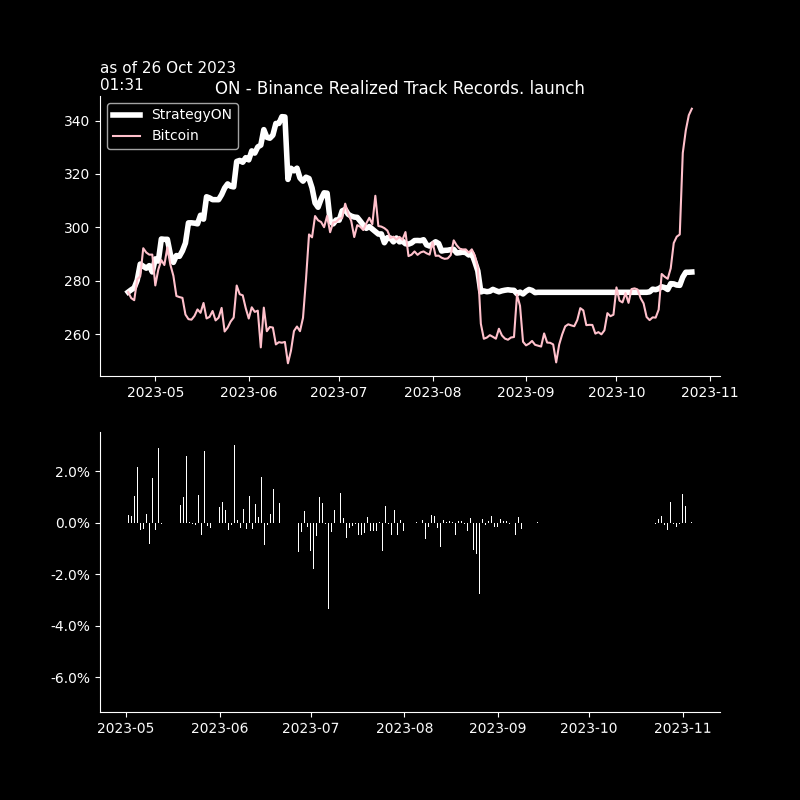 as of 26 Oct 2023
01:31
ON - Binance Realized Track Records. launch
StrategyON
Bitcoin
340
320
300
280
260
2023-05 2023-06 2023-07 2023-08 2023-09 2023-10 2023-11
2.0%
0.0%
-2.0%
-4.0%
-6.0%
2023-05 2023-06 2023-07 2023-08 2023-09 2023-10 2023-11